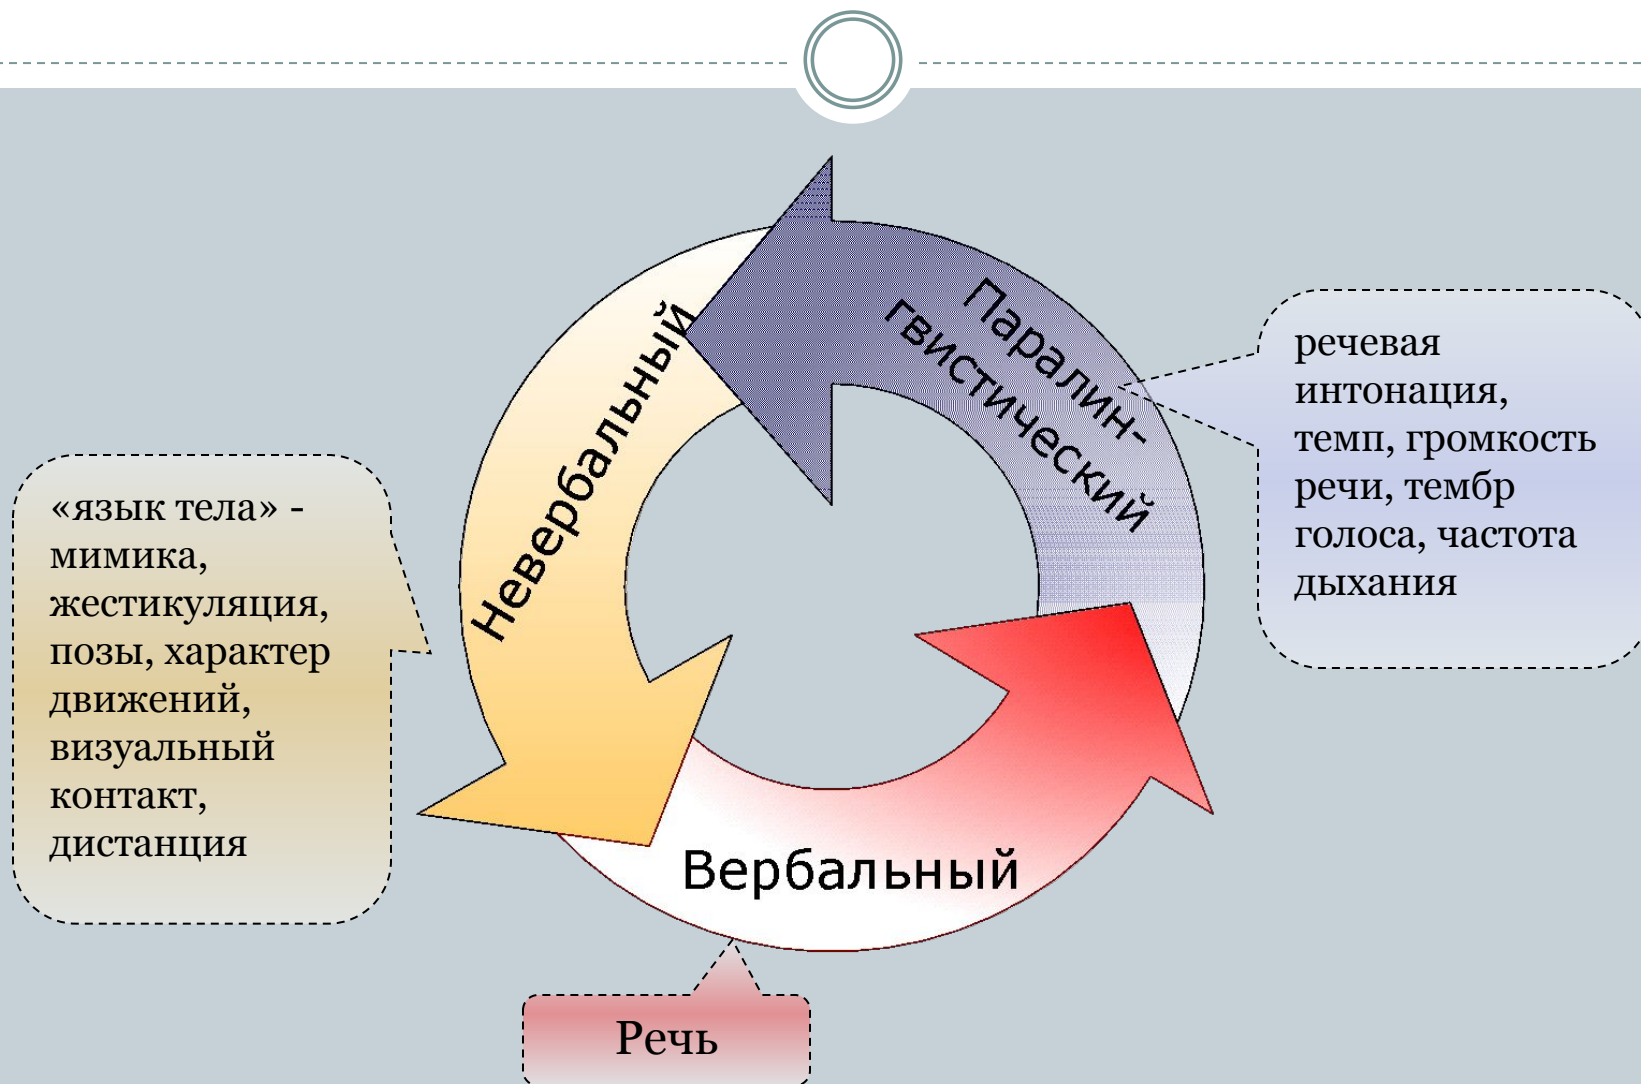 Невербальный
Паралин-
гвистический
речевая
интонация,
темп, громкость
речи, тембр
голоса, частота
дыхания
«язык тела» -
мимика,
жестикуляция,
позы, характер
движений,
визуальный
контакт,
дистанция
Вербальный
Речь